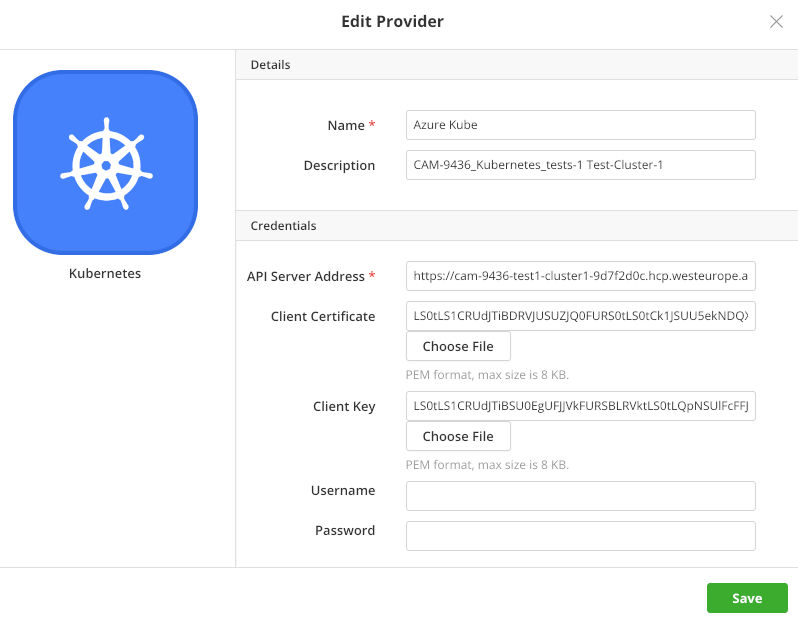 Edit Provider
Details
Kubernetes
Name *
Azure Kube
Description
CAM-9436_Kubernetes_tests-1 Test-Cluster-1
Credentials
API Server Address *
https://cam-9436-test1-cluster1-9d7f2d0c.hcp.westeurope.a
Client Certificate
LS0tLS1CRUdJTiBDRVJUSUZJQ0FURS0tLS0tCk1JSUU5ekNDQX
Choose File
PEM format, max size is 8 KB.
Client Key
LS0tLS1CRUdJTiBSU0EgUFJJVkFURSBLRVktLS0tLQpNSUlFcFFJ
Choose File
PEM format, max size is 8 KB.
Username
Password
Save